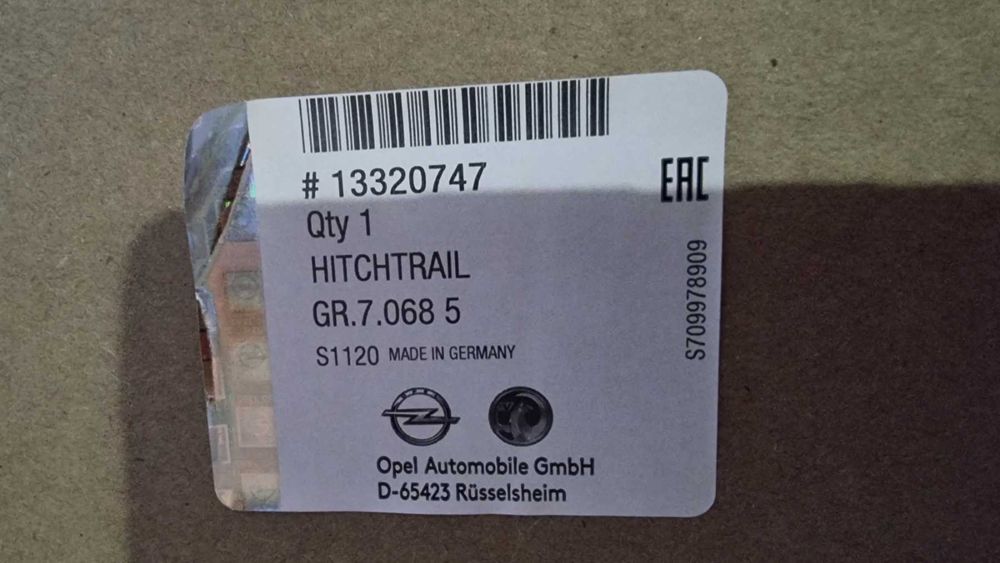 # 13320747
EAC
Qty 1
HITCHTRAIL
GR.7.068 5
S1120 MADE IN GERMANY
S709978909
Opel Automobile GmbH
D-65423 Rüsselsheim